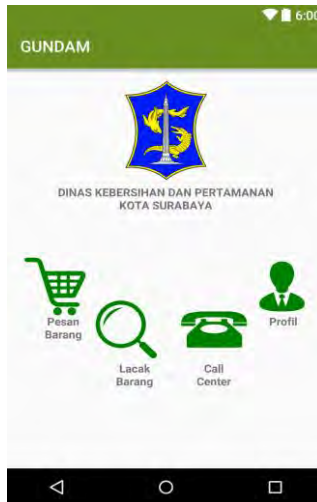 6:00
GUNDAM
DINAS KEBERSIHAN DAN PERTAMANAN
KOTA SURABAYA
Pesan
Barang
Lacak
Barang
Call
Center
Profil